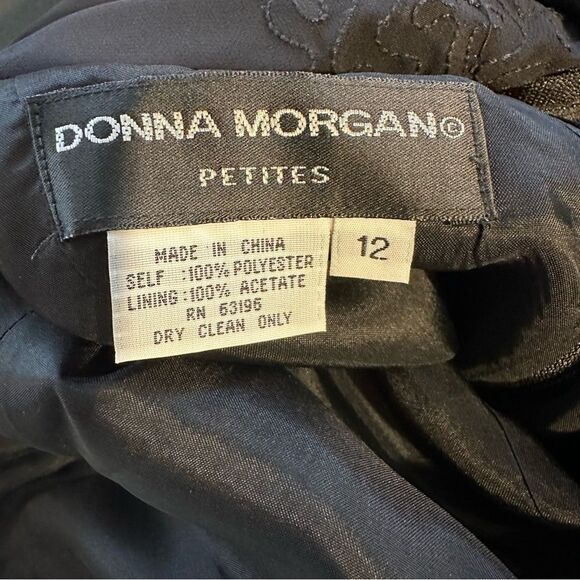 DONNA MORGAN©
PETITES
12
MADE IN CHINA
SELF :100% POLYESTER
LINING :100% ACETATE
RN 63196
DRY CLEAN ONLY